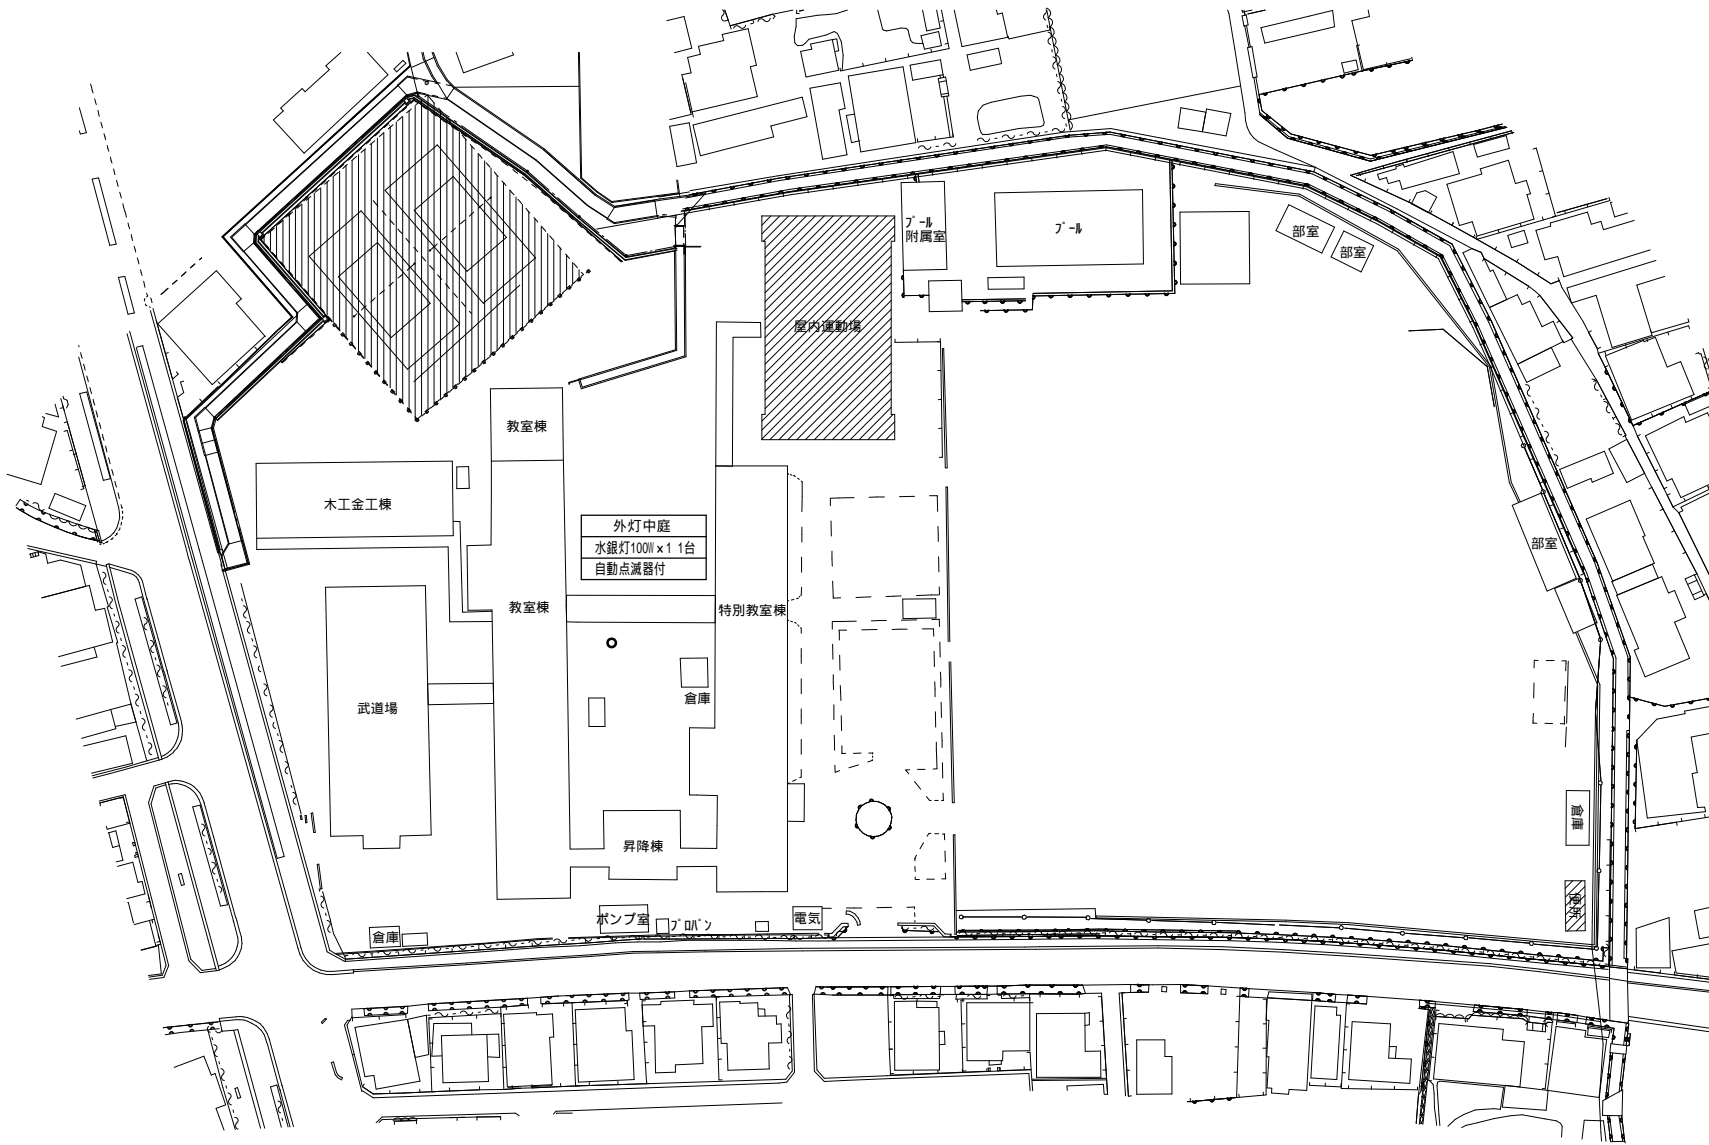 プール
附属室
プール
部室
部室
屋内運動場
教室棟
木工金工棟
外灯中庭
水銀灯100W×1 1台
自動点滅器付
部室
教室棟
特別教室棟
倉庫
武道場
倉庫
昇降棟
便所
ポンプ室
プロパン
電気
倉庫